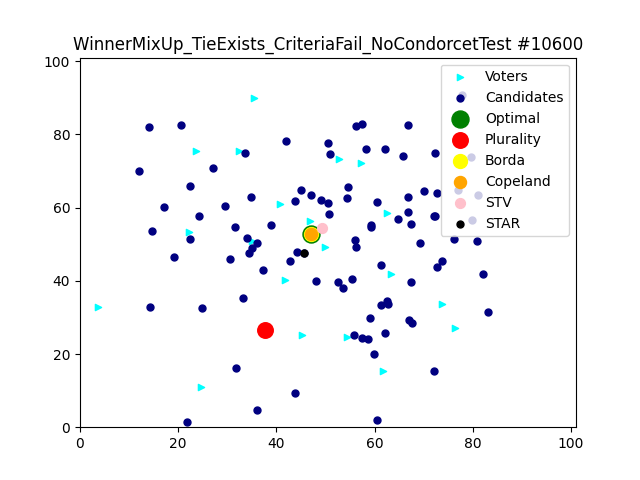 WinnerMixUp_TieExists_CriteriaFail_NoCondorcetTest #10600
100
80
60
40
20
0
0 20 40 60 80 100
Voters
Candidates
Optimal
Plurality
Borda
Copeland
STV
STAR